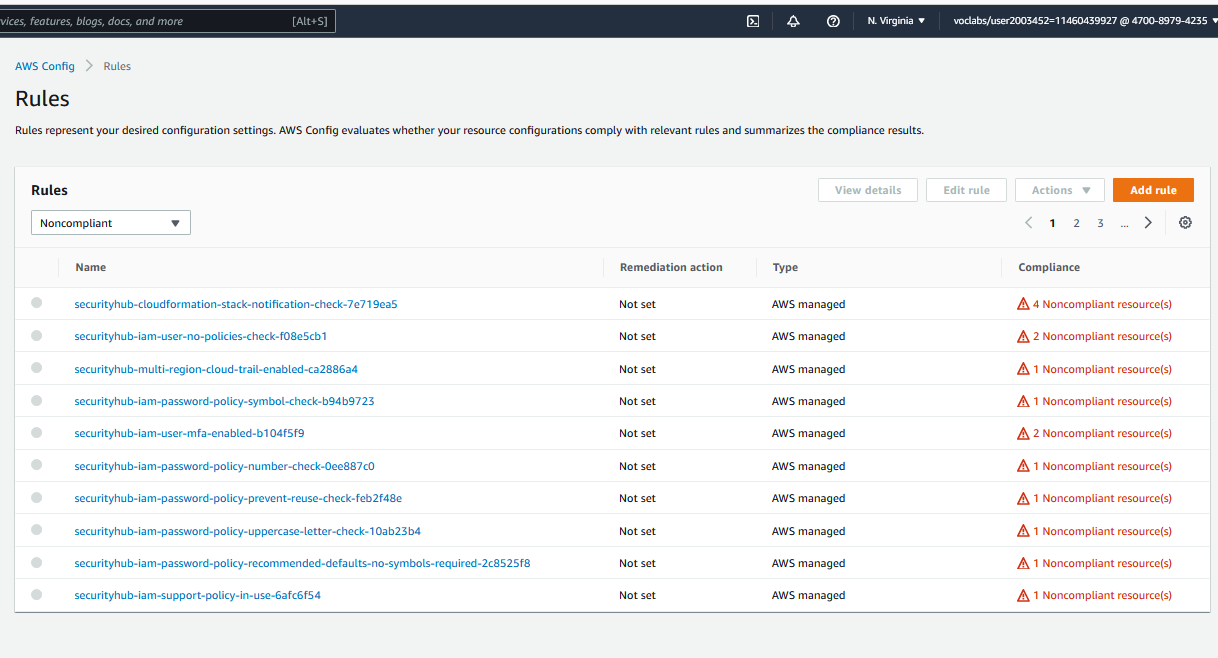 vices, features, blogs, docs, and more [Alt+S] N. Virginia voclabs/user2003452=11460439927 @ 4700-8979-4235
AWS Config Rules
Rules
Rules represent your desired configuration settings. AWS Config evaluates whether your resource configurations comply with relevant rules and summarizes the compliance results.
Rules View details Edit rule Actions Add rule
Noncompliant 1 2 3 ...
Name Remediation action Type Compliance
securityhub-cloudformation-stack-notification-check-7e719ea5 Not set AWS managed 4 Noncompliant resource(s)
securityhub-iam-user-no-policies-check-f08e5cb1 Not set AWS managed 2 Noncompliant resource(s)
securityhub-multi-region-cloud-trail-enabled-ca2886a4 Not set AWS managed 1 Noncompliant resource(s)
securityhub-iam-password-policy-symbol-check-b94b9723 Not set AWS managed 1 Noncompliant resource(s)
securityhub-iam-user-mfa-enabled-b104f5f9 Not set AWS managed 2 Noncompliant resource(s)
securityhub-iam-password-policy-number-check-0ee887c0 Not set AWS managed 1 Noncompliant resource(s)
securityhub-iam-password-policy-prevent-reuse-check-feb2f48e Not set AWS managed 1 Noncompliant resource(s)
securityhub-iam-password-policy-uppercase-letter-check-10ab23b4 Not set AWS managed 1 Noncompliant resource(s)
securityhub-iam-password-policy-recommended-defaults-no-symbols-required-2c8525f8 Not set AWS managed 1 Noncompliant resource(s)
securityhub-iam-support-policy-in-use-6afc6f54 Not set AWS managed 1 Noncompliant resource(s)